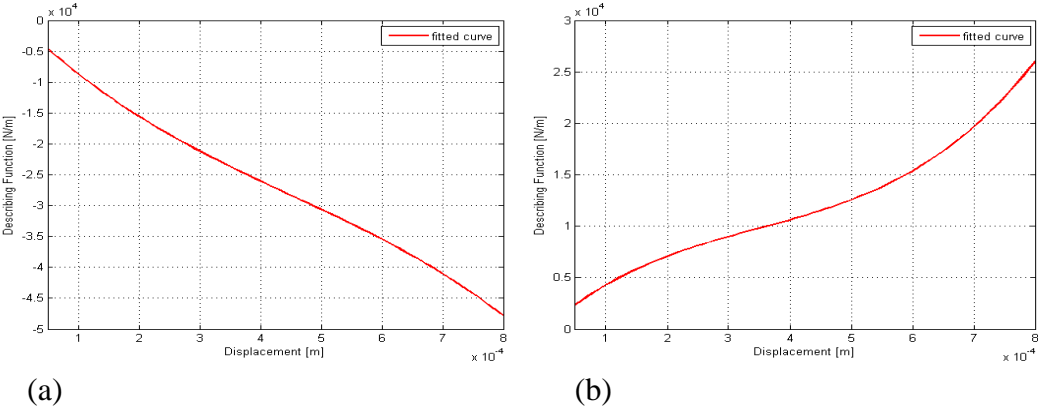 x 10⁻⁴
fitted curve
0
-0.5
-1
-1.5
-2
-2.5
-3
-3.5
-4
-4.5
-5
Describing Function [N/m]
1 2 3 4 5 6 7 8
Displacement [m]
x 10⁻⁴
(a)
x 10⁴
fitted curve
3
2.5
2
1.5
1
0.5
0
Describing Function [N/m]
1 2 3 4 5 6 7 8
Displacement [m]
x 10⁻⁴
(b)